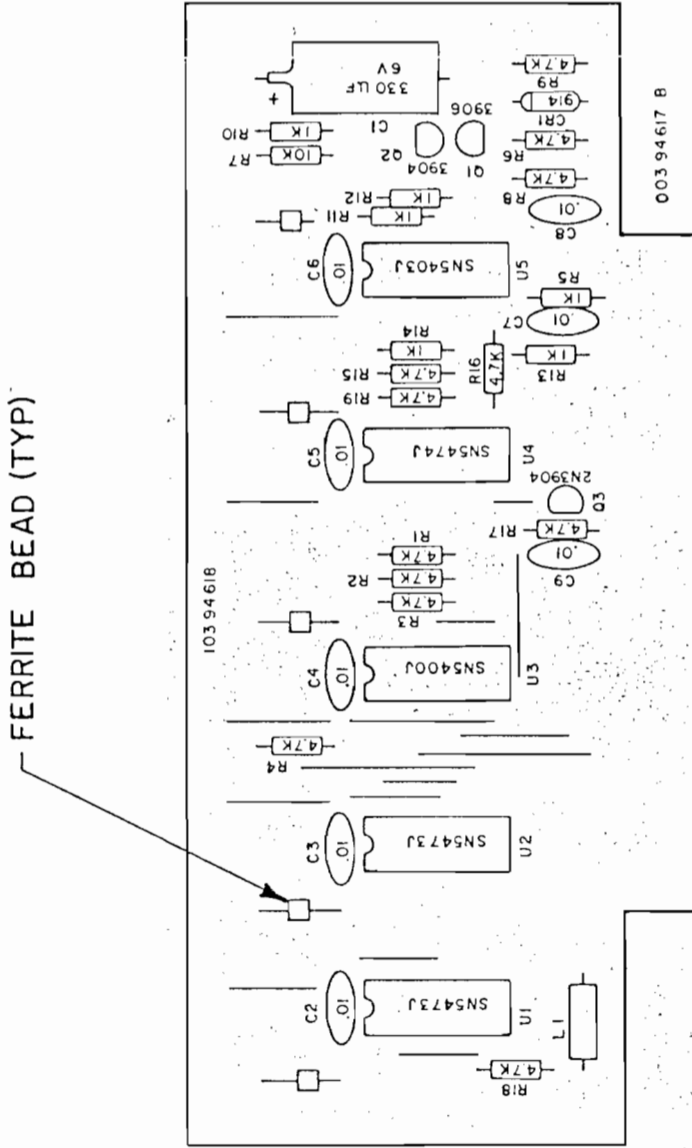 FERRITE BEAD (TYP)
103 94618
003 94617 B
+
330 UF
6V
C1
R10
1K
R7
10K
Q2
3904
Q1
3906
R9
4.7K
CR1
914
R6
4.7K
R8
4.7K
C8
.01
R12
1K
R11
1K
C6
.01
SN5403J
U5
R5
1K
C7
.01
R13
1K
R14
1K
R15
4.7K
R19
4.7K
R16
4.7K
C5
.01
SN5474J
U4
2N3904
Q3
R17
4.7K
C9
.01
R1
4.7K
R2
4.7K
R3
4.7K
C4
.01
SN5400J
U3
R4
4.7K
C3
.01
SN5473J
U2
C2
.01
SN5473J
U1
L1
R18
4.7K